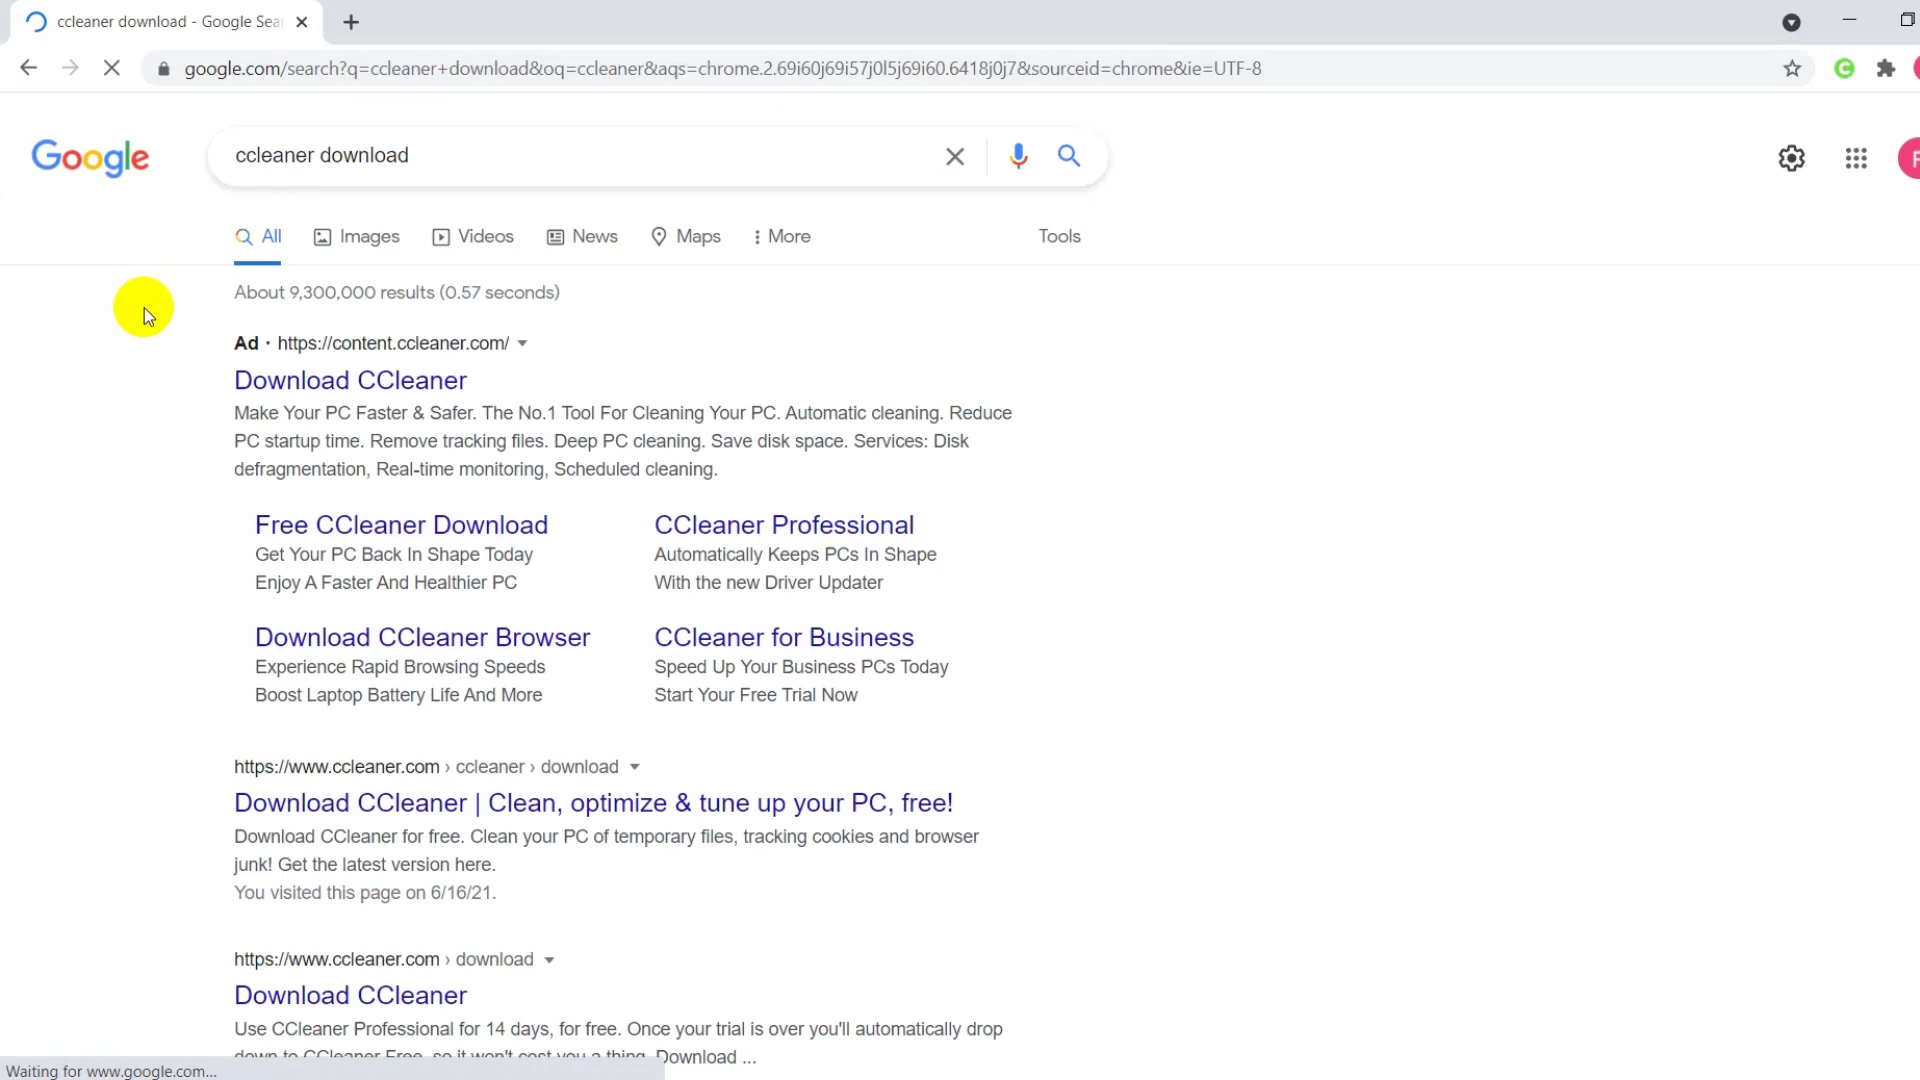 ccleaner download - Google Sea
google.com/search?q=ccleaner+download&oq=ccleaner&aqs=chrome.2.69i60j69i57j0l5j69i60.6418j0j7&sourceid=chrome&ie=UTF-8
Google
ccleaner download
All Images Videos News Maps More Tools
About 9,300,000 results (0.57 seconds)
Ad · https://content.ccleaner.com/
Download CCleaner
Make Your PC Faster & Safer. The No.1 Tool For Cleaning Your PC. Automatic cleaning. Reduce
PC startup time. Remove tracking files. Deep PC cleaning. Save disk space. Services: Disk
defragmentation, Real-time monitoring, Scheduled cleaning.
Free CCleaner Download
Get Your PC Back In Shape Today
Enjoy A Faster And Healthier PC
CCleaner Professional
Automatically Keeps PCs In Shape
With the new Driver Updater
Download CCleaner Browser
Experience Rapid Browsing Speeds
Boost Laptop Battery Life And More
CCleaner for Business
Speed Up Your Business PCs Today
Start Your Free Trial Now
https://www.ccleaner.com › ccleaner › download
Download CCleaner | Clean, optimize & tune up your PC, free!
Download CCleaner for free. Clean your PC of temporary files, tracking cookies and browser
junk! Get the latest version here.
You visited this page on 6/16/21.
https://www.ccleaner.com › download
Download CCleaner
Use CCleaner Professional for 14 days, for free. Once your trial is over you'll automatically drop
down to CCleaner Free, so it won't cost you a thing. Download ...
Waiting for www.google.com...